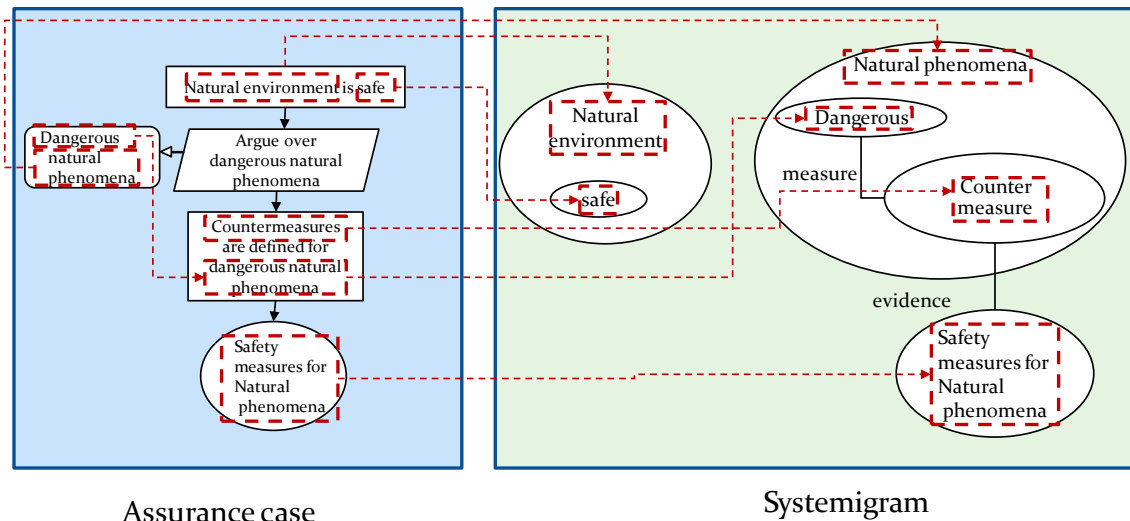 Natural environment is safe
Dangerous
natural
phenomena
Argue over
dangerous natural
phenomena
Countermeasures
are defined for
dangerous natural
phenomena
Safety
measures for
Natural
phenomena
Assurance case
Natural phenomena
Natural
environment
safe
Dangerous
measure
Counter
measure
evidence
Safety
measures for
Natural
phenomena
Systemigram